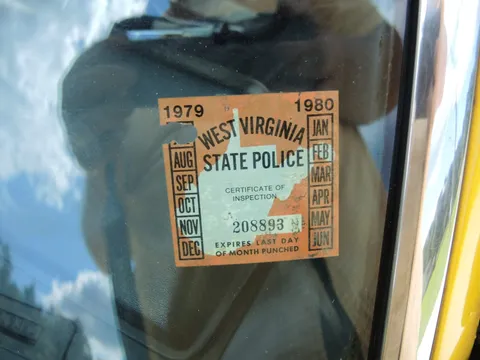 1979 1980
WEST VIRGINIA
STATE POLICE
CERTIFICATE OF
INSPECTION
208893
EXPIRES LAST DAY
OF MONTH PUNCHED
AUG
SEP
OCT
NOV
DEC
JAN
FEB
MAR
APR
MAY
JUN